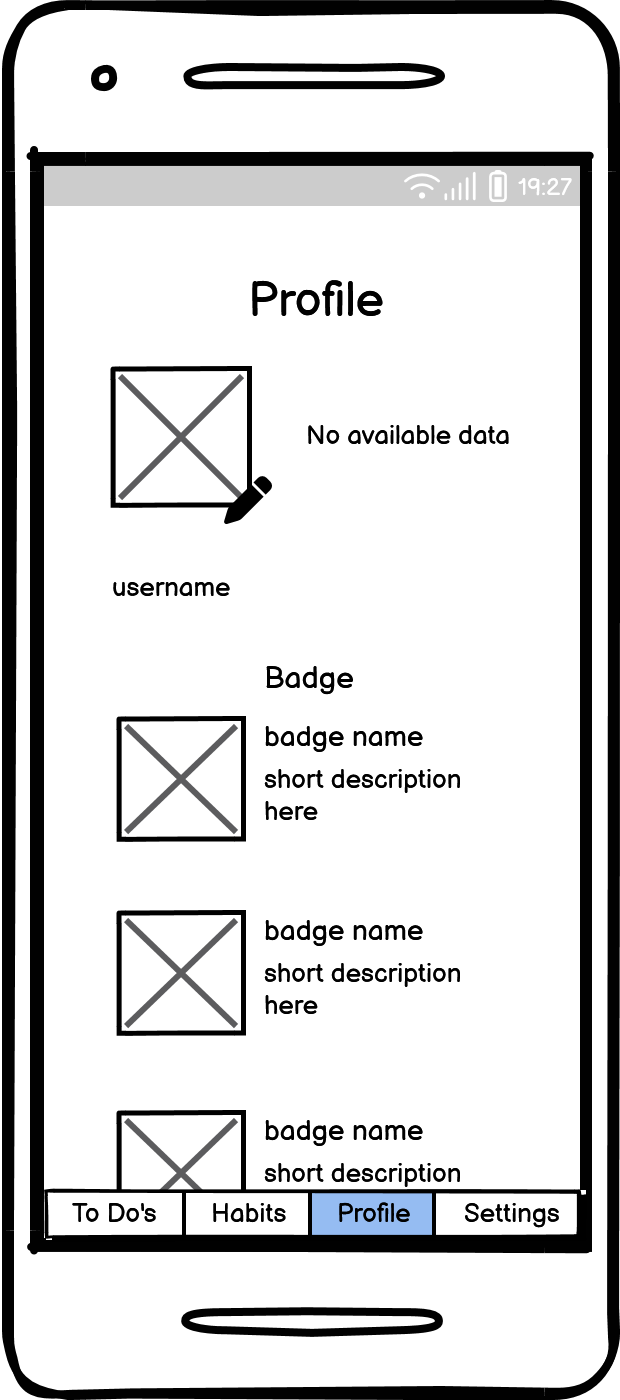 19:27
Profile
No available data
username
Badge
badge name
short description
here
badge name
short description
here
badge name
short description
To Do's
Habits
Profile
Settings